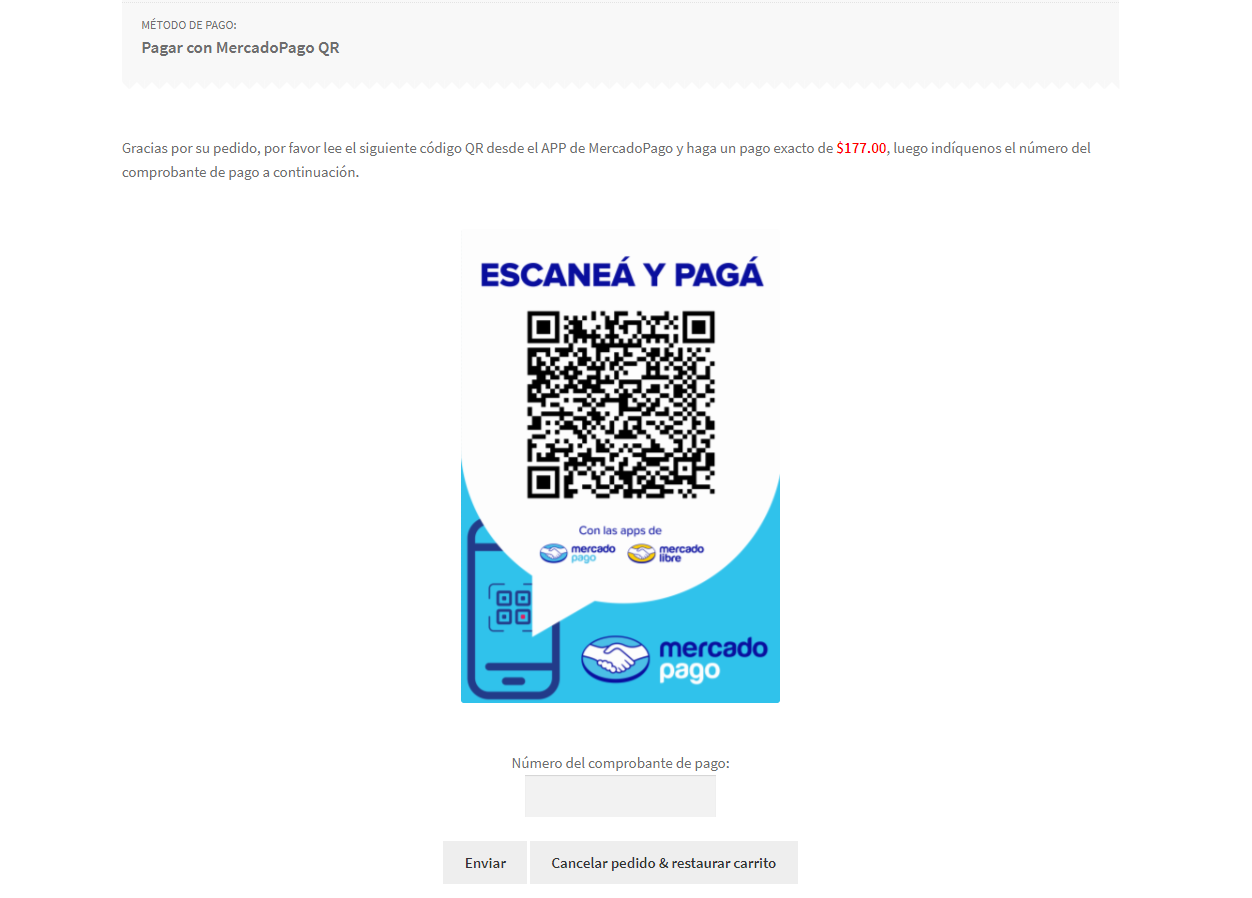 MÉTODO DE PAGO:
Pagar con MercadoPago QR
Gracias por su pedido, por favor lee el siguiente código QR desde el APP de MercadoPago y haga un pago exacto de $177.00, luego indíquenos el número del
comprobante de pago a continuación.
ESCANEÁ Y PAGÁ
Con las apps de
mercado pago mercado libre
mercado
pago
Número del comprobante de pago:
Enviar Cancelar pedido & restaurar carrito